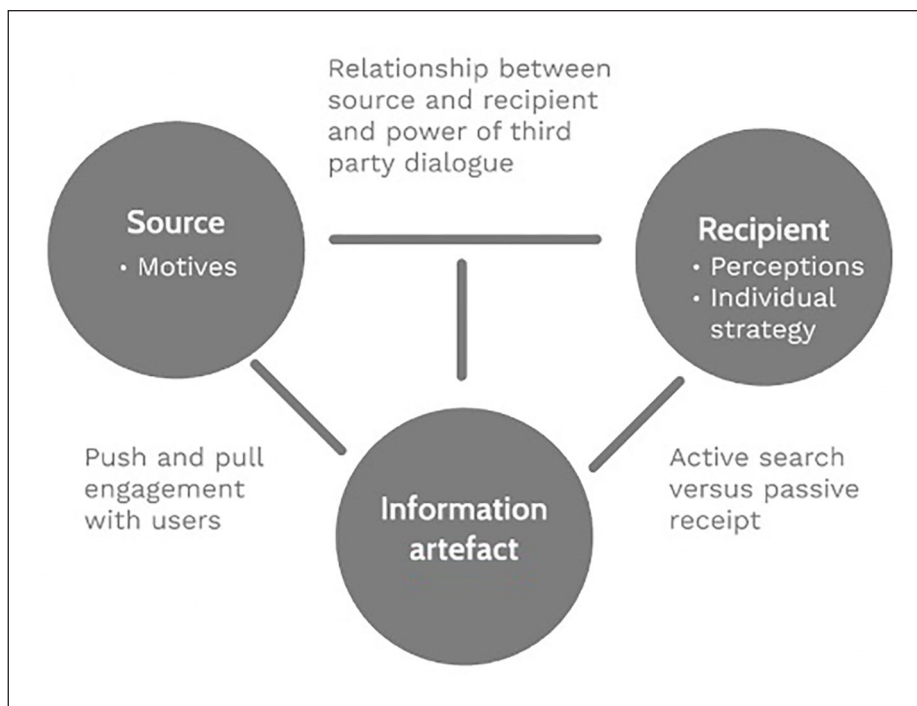 Relationship between
source and recipient
and power of third
party dialogue
Source
• Motives
Recipient
• Perceptions
• Individual
strategy
Push and pull
engagement
with users
Information
artefact
Active search
versus passive
receipt